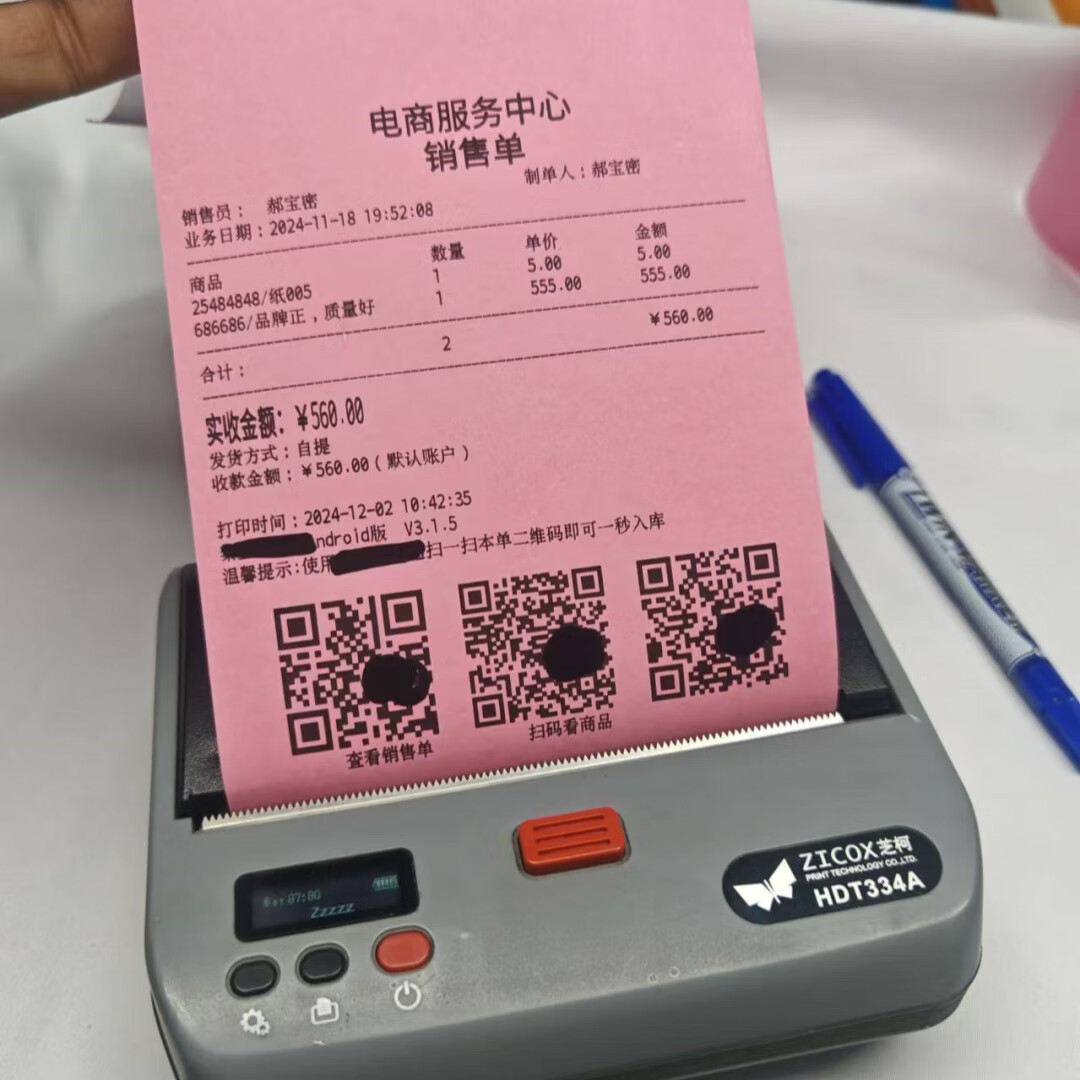 电商服务中心
销售单
制单人:郝宝密
销售员: 郝宝密
业务日期:2024-11-18 19:52:08
商品 数量 单价 金额
25484848/纸005 1 5.00 5.00
686686/品牌正,质量好 1 555.00 555.00
合计: 2 ¥560.00
实收金额:¥560.00
发货方式:自提
收款金额:¥560.00(默认账户)
打印时间:2024-12-02 10:42:35
ndroid版 V3.1.5
温馨提示:使用 扫一扫本单二维码即可一秒入库
查看销售单
扫码看商品
07:80
Zzzzz
ZICOX芝柯
PRINT TECHNOLOGY CO.,LTD.
HDT334A